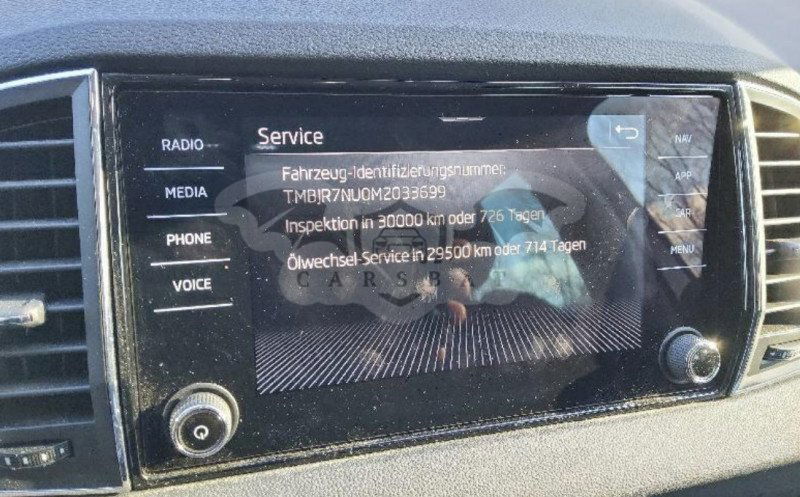 Service
RADIO
MEDIA
PHONE
VOICE
Fahrzeug-Identifizierungsnummer:
TMBJR7NU0M2033699
Inspektion in 30000 km oder 726 Tagen
Ölwechsel-Service in 29500 km oder 714 Tagen
CARSBAT
NAV
APP
CAR
MENU